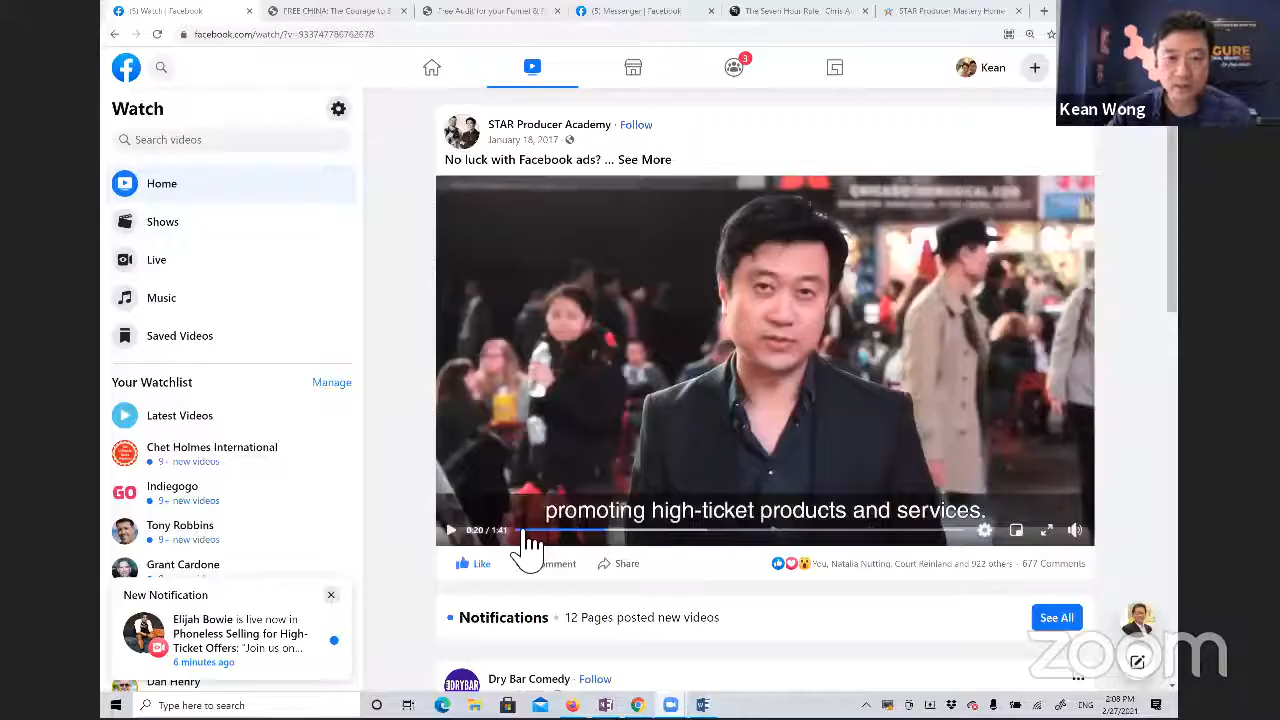 (5) Watch | Facebook
FREE CHINA: The Courage to B
Free Audit for your Funnel & F
(5) Messenger | Facebook
The Seven Hour Rule - Chris An
STAR Producer Mastery Home
facebook.com/watch/?v=933747786762678
GURE
Kean Wong
3
Kean
Watch
Search videos
Home
Shows
Live
Music
Saved Videos
Your Watchlist
Manage
Latest Videos
Chet Holmes International
9+ new videos
GO
Indiegogo
9+ new videos
Tony Robbins
9+ new videos
Grant Cardone
New Notification
Elijah Bowie is live now in
Phoneless Selling for High-
Ticket Offers: "Join us on...
6 minutes ago
Dan Henry
STAR Producer Academy · Follow
January 18, 2017 ·
No luck with Facebook ads? ... See More
promoting high-ticket products and services.
0:20 / 1:41
Like
omment
Share
You, Natalia Nutting, Court Reinland and 922 others · 677 Comments
Notifications
12 Pages posted new videos
See All
DRYBAR
Dry Bar Comedy · Follow
zoom
Type here to search
2:08 PM
2/27/2021